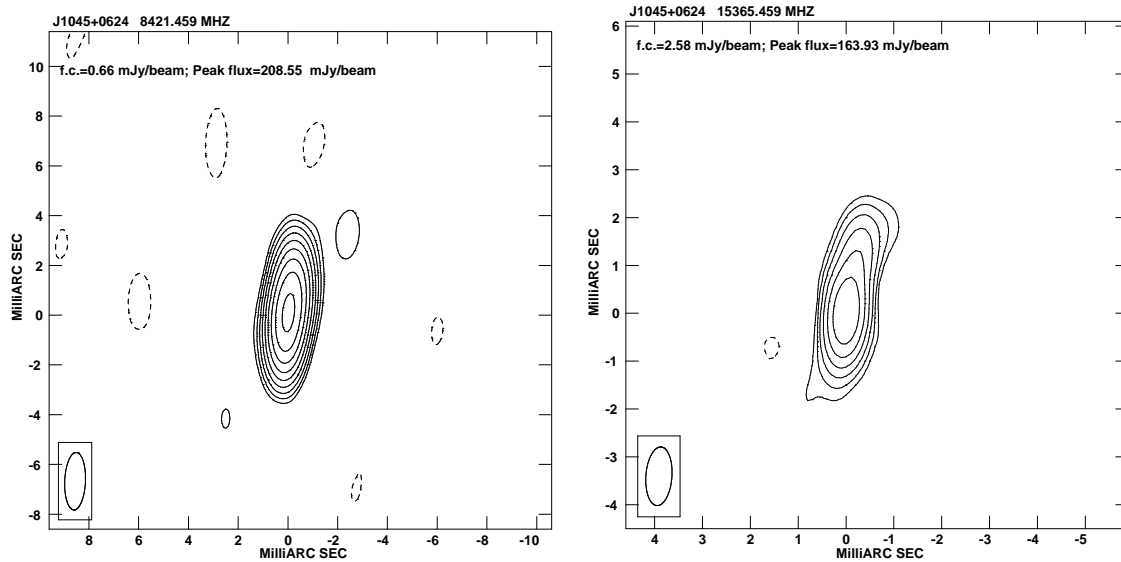 J1045+0624 8421.459 MHZ
f.c.=0.66 mJy/beam; Peak flux=208.55 mJy/beam
10
8
6
4
2
0
-2
-4
-6
-8
MilliARC SEC
8 6 4 2 0 -2 -4 -6 -8 -10
MilliARC SEC
J1045+0624 15365.459 MHZ
f.c.=2.58 mJy/beam; Peak flux=163.93 mJy/beam
6
5
4
3
2
1
0
-1
-2
-3
-4
MilliARC SEC
4 3 2 1 0 -1 -2 -3 -4 -5
MilliARC SEC